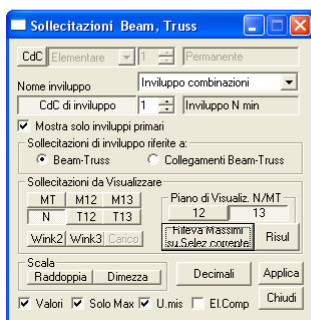 Sollecitazioni Beam, Truss
CdC Elementare 1 Permanente
Nome inviluppo Inviluppo combinazioni
CdC di inviluppo 1 Inviluppo N min
Mostra solo inviluppi primari
Sollecitazioni di inviluppo riferite a:
Beam-Truss Collegamenti Beam-Truss
Sollecitazioni da Visualizzare
MT M12 M13 Piano di Visualiz. N/MT
N T12 T13 12 13
Wink2 Wink3 Carico Rileva Massimi su Selez.corrente Risul
Scala
Raddoppia Dimezza Decimali Applica
Valori Solo Max U.mis El.Comp Chiudi